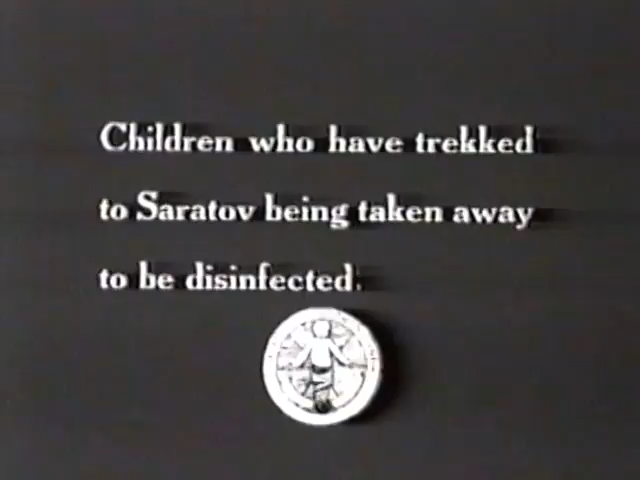 Children who have trekked
to Saratov being taken away
to be disinfected.